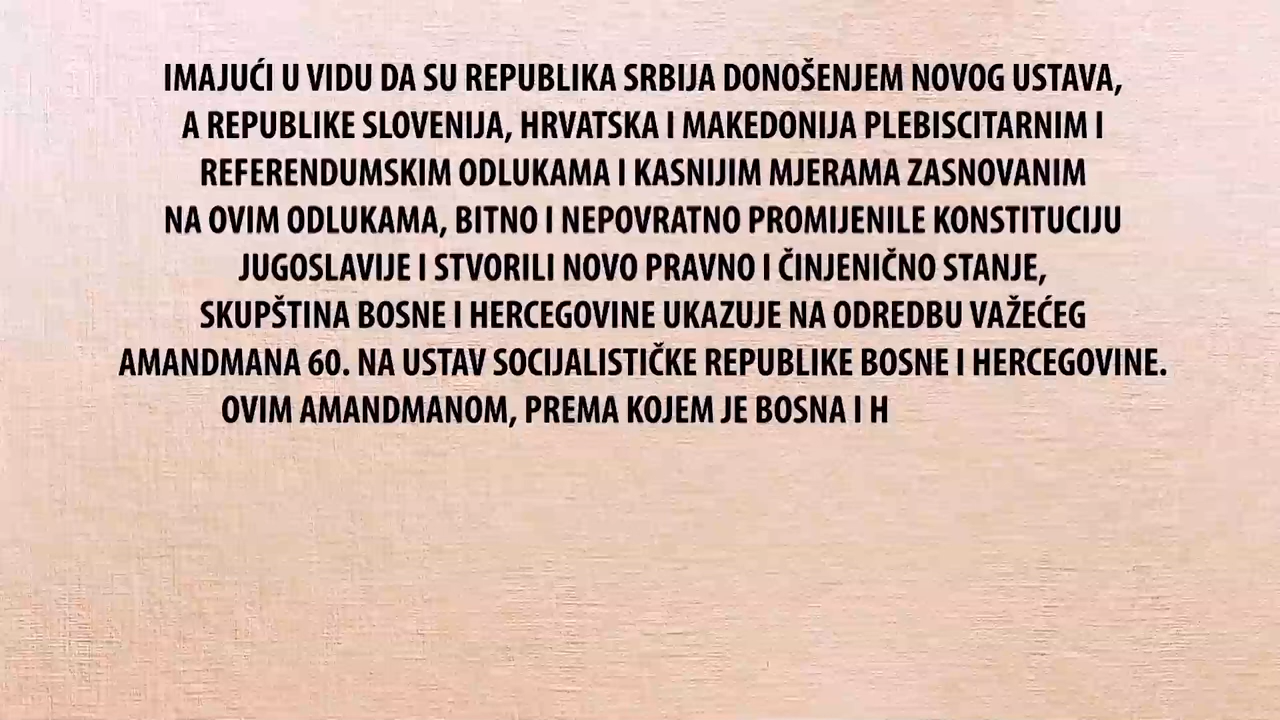 IMAJUĆI U VIDU DA SU REPUBLIKA SRBIJA DONOŠENJEM NOVOG USTAVA,
A REPUBLIKE SLOVENIJA, HRVATSKA I MAKEDONIJA PLEBISCITARNIM I
REFERENDUMSKIM ODLUKAMA I KASNIJIM MJERAMA ZASNOVANIM
NA OVIM ODLUKAMA, BITNO I NEPOVRATNO PROMIJENILE KONSTITUCIJU
JUGOSLAVIJE I STVORILI NOVO PRAVNO I ČINJENIČNO STANJE,
SKUPŠTINA BOSNE I HERCEGOVINE UKAZUJE NA ODREDBU VAŽEĆEG
AMANDMANA 60. NA USTAV SOCIJALISTIČKE REPUBLIKE BOSNE I HERCEGOVINE.
OVIM AMANDMANOM, PREMA KOJEM JE BOSNA I H